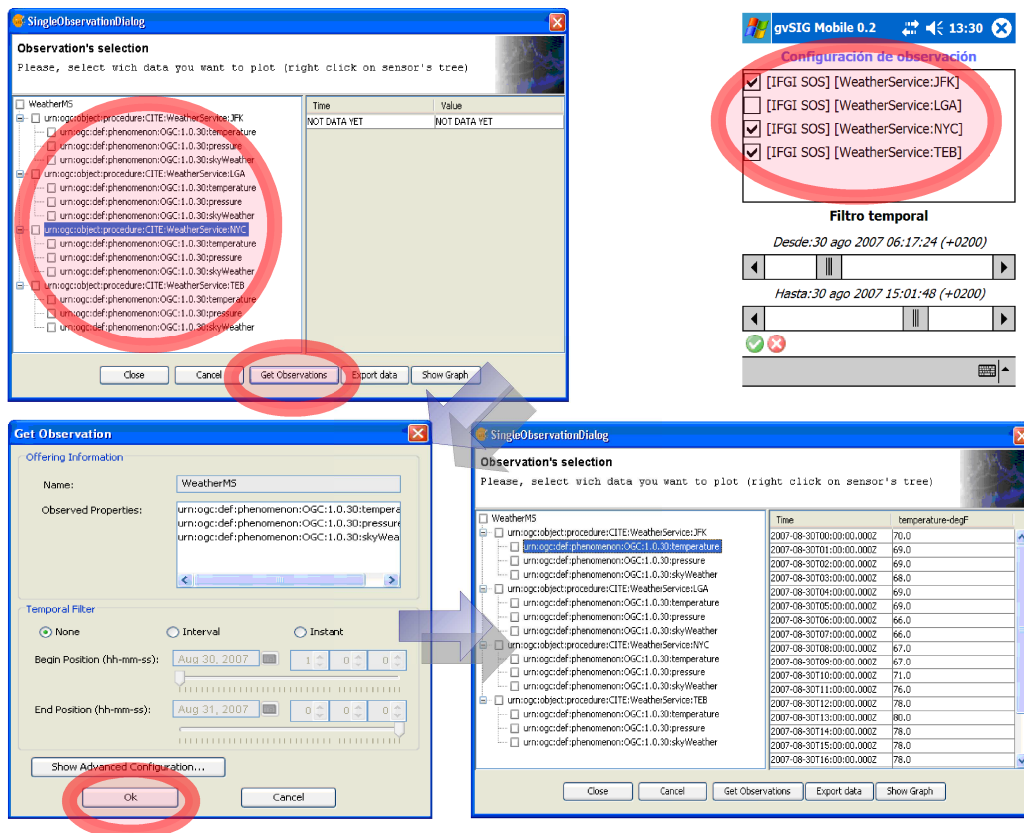 SingleObservationDialog
Observation's selection
Please, select wich data you want to plot (right click on sensor's tree)
WeatherMS
urn:ogc:object:procedure:CITE:WeatherService:JFK
urn:ogc:def:phenomenon:OGC:1.0.30:temperature
urn:ogc:def:phenomenon:OGC:1.0.30:pressure
urn:ogc:def:phenomenon:OGC:1.0.30:skyWeather
urn:ogc:object:procedure:CITE:WeatherService:LGA
urn:ogc:def:phenomenon:OGC:1.0.30:temperature
urn:ogc:def:phenomenon:OGC:1.0.30:pressure
urn:ogc:def:phenomenon:OGC:1.0.30:skyWeather
urn:ogc:object:procedure:CITE:WeatherService:NYC
urn:ogc:def:phenomenon:OGC:1.0.30:temperature
urn:ogc:def:phenomenon:OGC:1.0.30:pressure
urn:ogc:def:phenomenon:OGC:1.0.30:skyWeather
urn:ogc:object:procedure:CITE:WeatherService:TEB
urn:ogc:def:phenomenon:OGC:1.0.30:temperature
urn:ogc:def:phenomenon:OGC:1.0.30:pressure
urn:ogc:def:phenomenon:OGC:1.0.30:skyWeather
Time Value
NOT DATA YET NOT DATA YET
Close Cancel Get Observations Export data Show Graph
gvSIG Mobile 0.2 13:30
Configuración de observación
[IFGI SOS] [WeatherService:JFK]
[IFGI SOS] [WeatherService:LGA]
[IFGI SOS] [WeatherService:NYC]
[IFGI SOS] [WeatherService:TEB]
Filtro temporal
Desde:30 ago 2007 06:17:24 (+0200)
Hasta:30 ago 2007 15:01:48 (+0200)
Get Observation
Offering Information
Name: WeatherMS
Observed Properties:
urn:ogc:def:phenomenon:OGC:1.0.30:tempera
urn:ogc:def:phenomenon:OGC:1.0.30:pressure
urn:ogc:def:phenomenon:OGC:1.0.30:skyWea
Temporal Filter
None Interval Instant
Begin Position (hh-mm-ss): Aug 30, 2007 1 0 0
End Position (hh-mm-ss): Aug 31, 2007 0 0 0
Show Advanced Configuration...
Ok Cancel
SingleObservationDialog
Observation's selection
Please, select wich data you want to plot (right click on sensor's tree)
WeatherMS
urn:ogc:object:procedure:CITE:WeatherService:JFK
urn:ogc:def:phenomenon:OGC:1.0.30:temperature
urn:ogc:def:phenomenon:OGC:1.0.30:pressure
urn:ogc:def:phenomenon:OGC:1.0.30:skyWeather
urn:ogc:object:procedure:CITE:WeatherService:LGA
urn:ogc:def:phenomenon:OGC:1.0.30:temperature
urn:ogc:def:phenomenon:OGC:1.0.30:pressure
urn:ogc:def:phenomenon:OGC:1.0.30:skyWeather
urn:ogc:object:procedure:CITE:WeatherService:NYC
urn:ogc:def:phenomenon:OGC:1.0.30:temperature
urn:ogc:def:phenomenon:OGC:1.0.30:pressure
urn:ogc:def:phenomenon:OGC:1.0.30:skyWeather
urn:ogc:object:procedure:CITE:WeatherService:TEB
urn:ogc:def:phenomenon:OGC:1.0.30:temperature
urn:ogc:def:phenomenon:OGC:1.0.30:pressure
urn:ogc:def:phenomenon:OGC:1.0.30:skyWeather
Time temperature-degF
2007-08-30T00:00:00.000Z 70.0
2007-08-30T01:00:00.000Z 69.0
2007-08-30T02:00:00.000Z 69.0
2007-08-30T03:00:00.000Z 68.0
2007-08-30T04:00:00.000Z 69.0
2007-08-30T05:00:00.000Z 69.0
2007-08-30T06:00:00.000Z 66.0
2007-08-30T07:00:00.000Z 66.0
2007-08-30T08:00:00.000Z 67.0
2007-08-30T09:00:00.000Z 67.0
2007-08-30T10:00:00.000Z 71.0
2007-08-30T11:00:00.000Z 76.0
2007-08-30T12:00:00.000Z 78.0
2007-08-30T13:00:00.000Z 80.0
2007-08-30T14:00:00.000Z 78.0
2007-08-30T15:00:00.000Z 78.0
2007-08-30T16:00:00.000Z 78.0
Close Cancel Get Observations Export data Show Graph